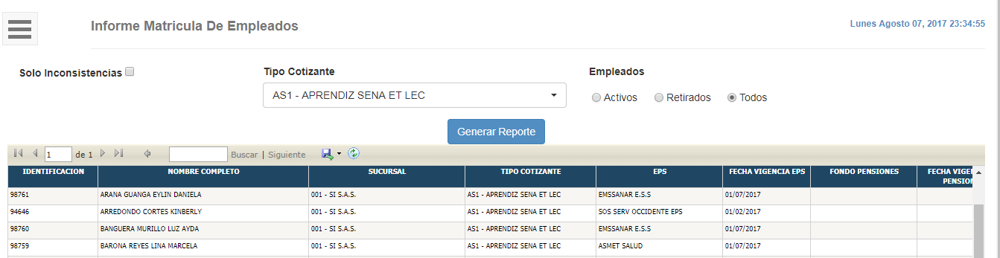 Informe Matricula De Empleados
Lunes Agosto 07, 2017 23:34:55
Solo Inconsistencias
Tipo Cotizante
Empleados
AS1 - APRENDIZ SENA ET LEC
Activos Retirados Todos
Generar Reporte
1 de 1 Buscar | Siguiente
IDENTIFICACION NOMBRE COMPLETO SUCURSAL TIPO COTIZANTE EPS FECHA VIGENCIA EPS FONDO PENSIONES FECHA
98761 ARANA GUANGA EYLIN DANIELA 001 - SI S.A.S. AS1 - APRENDIZ SENA ET LEC EMSSANAR E.S.S 01/07/2017
94646 ARREDONDO CORTES KINBERLY 001 - SI S.A.S. AS1 - APRENDIZ SENA ET LEC SOS SERV OCCIDENTE EPS 01/02/2017
98760 BANGUERA MURILLO LUZ AYDA 001 - SI S.A.S. AS1 - APRENDIZ SENA ET LEC EMSSANAR E.S.S 01/07/2017
98759 BARONA REYES LINA MARCELA 001 - SI S.A.S. AS1 - APRENDIZ SENA ET LEC ASMET SALUD 01/07/2017